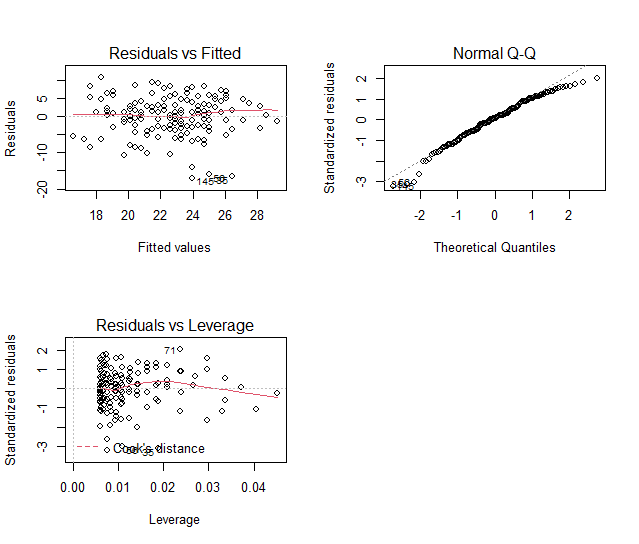 Residuals vs Fitted
Residuals
5
0
-10
-20
145
18 20 22 24 26 28
Fitted values
Normal Q-Q
Standardized residuals
2
1
0
-1
-3
-2 -1 0 1 2
Theoretical Quantiles
Residuals vs Leverage
Standardized residuals
2
1
-1
-3
71
Cook's distance
0.00 0.01 0.02 0.03 0.04
Leverage